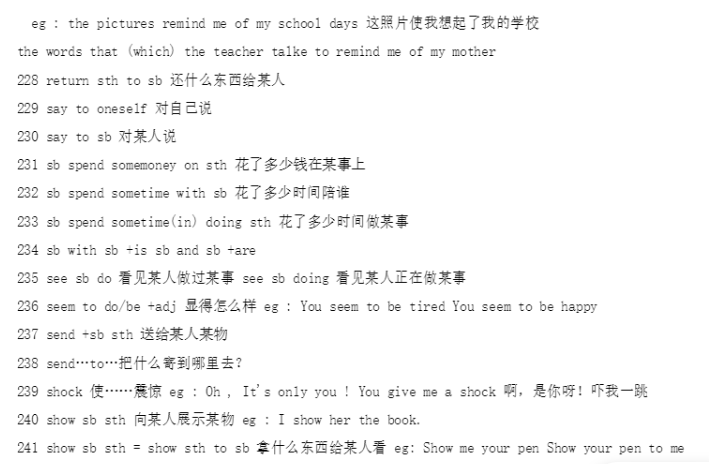 eg : the pictures remind me of my school days 这照片使我想起了我的学校
the words that (which) the teacher talke to remind me of my mother
228 return sth to sb 还什么东西给某人
229 say to oneself 对自己说
230 say to sb 对某人说
231 sb spend somemoney on sth 花了多少钱在某事上
232 sb spend sometime with sb 花了多少时间陪谁
233 sb spend sometime(in) doing sth 花了多少时间做某事
234 sb with sb +is sb and sb +are
235 see sb do 看见某人做过某事 see sb doing 看见某人正在做某事
236 seem to do/be +adj 显得怎么样 eg : You seem to be tired You seem to be happy
237 send +sb sth 送给某人某物
238 send…to…把什么寄到哪里去?
239 shock 使……震惊 eg : Oh , It's only you ! You give me a shock 啊，是你呀！吓我一跳
240 show sb sth 向某人展示某物 eg : I show her the book.
241 show sb sth = show sth to sb 拿什么东西给某人看 eg: Show me your pen Show your pen to me